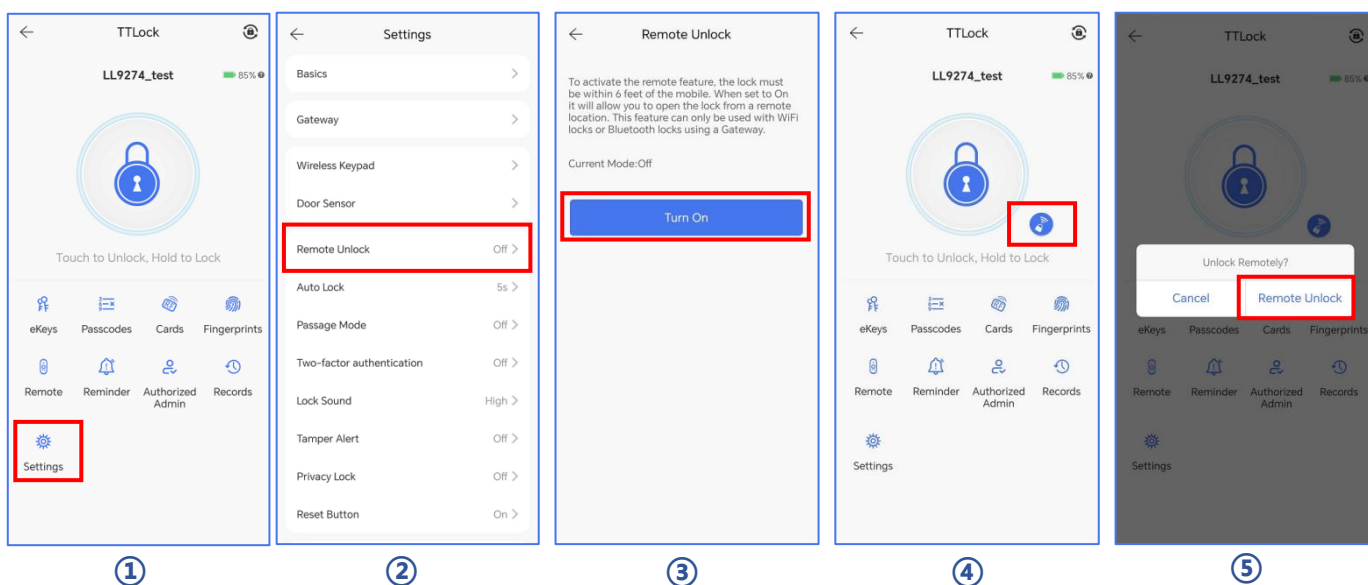 TTLock
LL9274_test
85%
Touch to Unlock, Hold to Lock
eKeys
Passcodes
Cards
Fingerprints
Remote
Reminder
Authorized
Admin
Records
Settings
①
Settings
Basics
Gateway
Wireless Keypad
Door Sensor
Remote Unlock Off
Auto Lock 5s
Passage Mode Off
Two-factor authentication Off
Lock Sound High
Tamper Alert Off
Privacy Lock Off
Reset Button On
②
Remote Unlock
To activate the remote feature, the lock must
be within 6 feet of the mobile. When set to On
it will allow you to open the lock from a remote
location. This feature can only be used with WiFi
locks or Bluetooth locks using a Gateway.
Current Mode:Off
Turn On
③
TTLock
LL9274_test
85%
Touch to Unlock, Hold to Lock
eKeys
Passcodes
Cards
Fingerprints
Remote
Reminder
Authorized
Admin
Records
Settings
④
TTLock
LL9274_test
85%
Unlock Remotely?
Cancel
Remote Unlock
eKeys
Passcodes
Cards
Fingerprints
Remote
Reminder
Authorized
Admin
Records
Settings
⑤